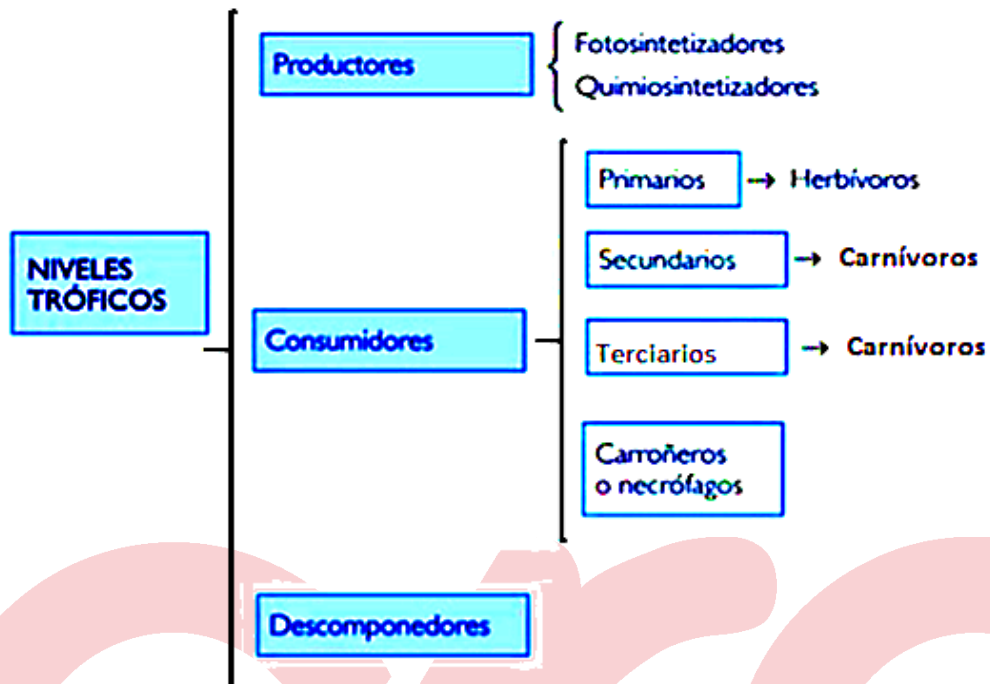 NIVELES
TRÓFICOS
Productores
Fotosintetizadores
Quimiosintetizadores
Consumidores
Primarios → Herbívoros
Secundarios → Carnívoros
Terciarios → Carnívoros
Carroñeros
o necrófagos
Descomponedores